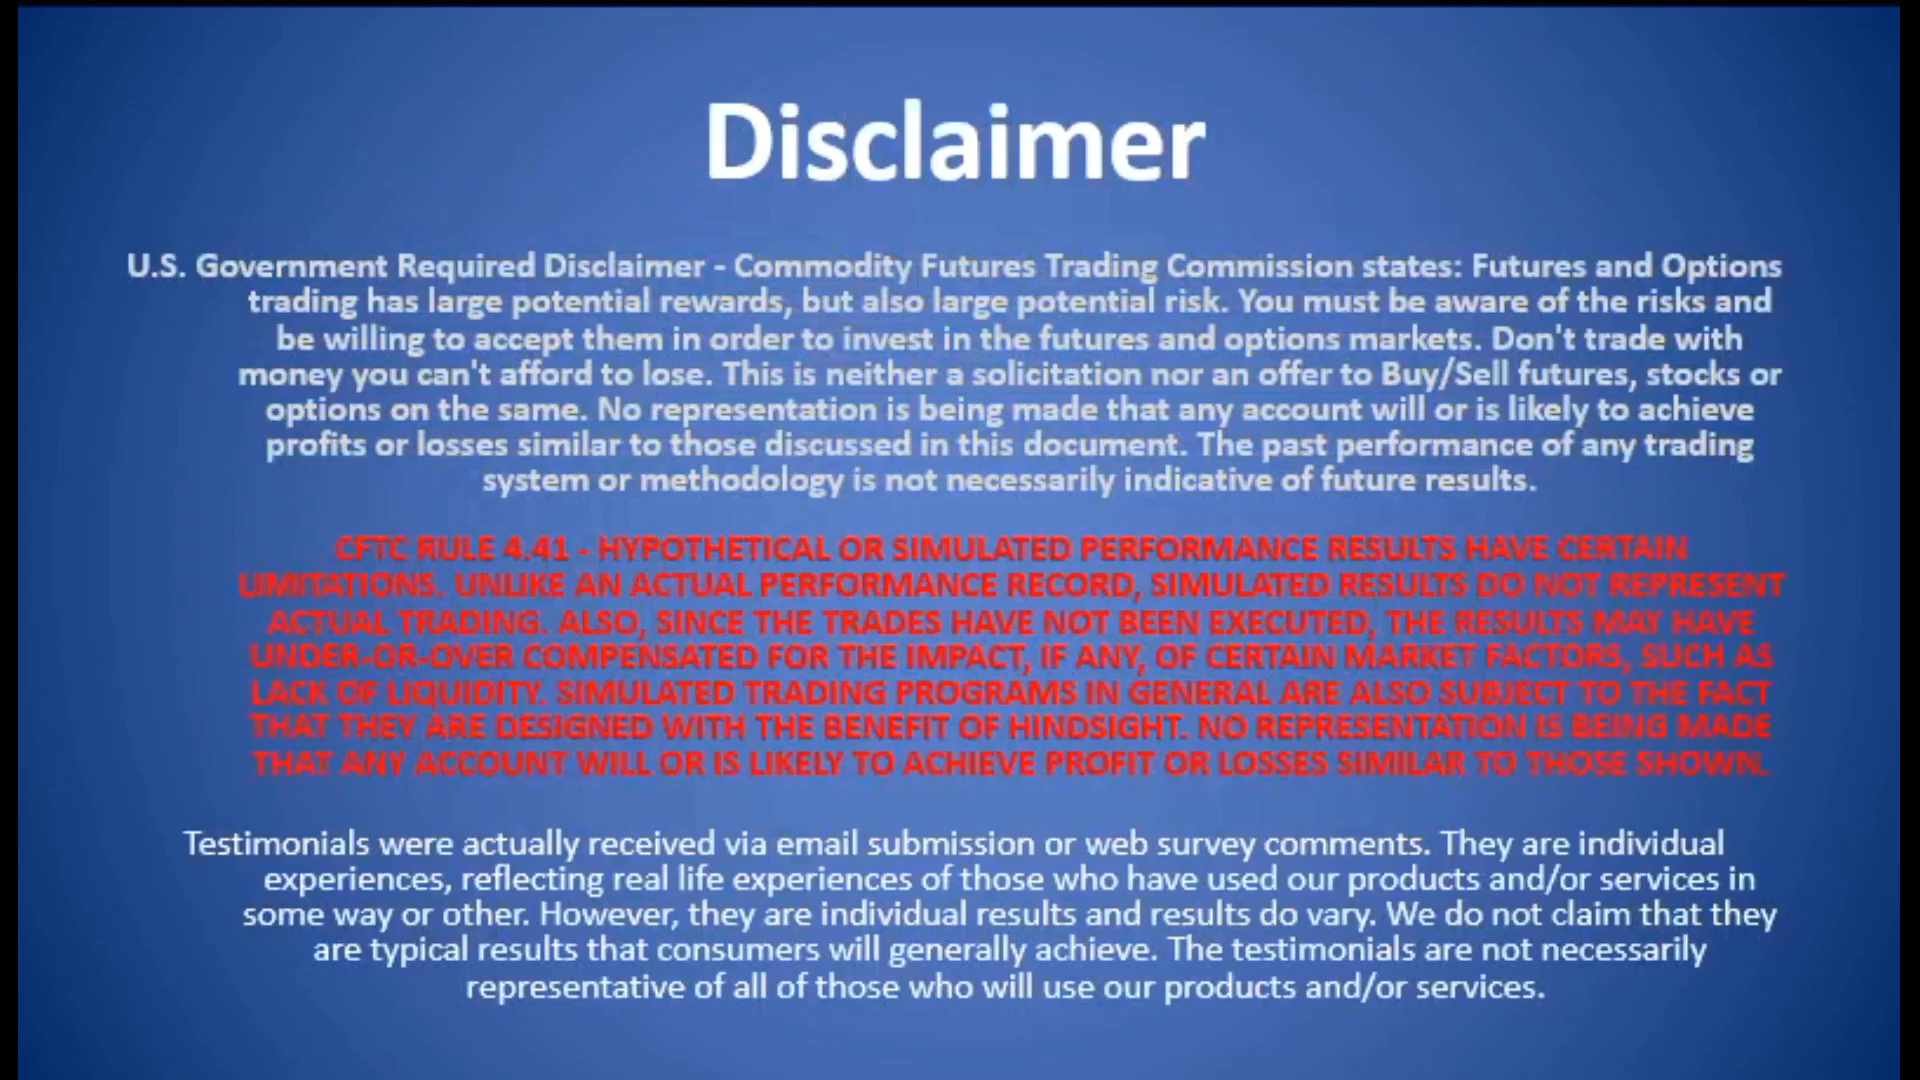 Disclaimer
U.S. Government Required Disclaimer - Commodity Futures Trading Commission states: Futures and Options
trading has large potential rewards, but also large potential risk. You must be aware of the risks and
be willing to accept them in order to invest in the futures and options markets. Don't trade with
money you can't afford to lose. This is neither a solicitation nor an offer to Buy/Sell futures, stocks or
options on the same. No representation is being made that any account will or is likely to achieve
profits or losses similar to those discussed in this document. The past performance of any trading
system or methodology is not necessarily indicative of future results.
CFTC RULE 4.41 - HYPOTHETICAL OR SIMULATED PERFORMANCE RESULTS HAVE CERTAIN
LIMITATIONS. UNLIKE AN ACTUAL PERFORMANCE RECORD, SIMULATED RESULTS DO NOT REPRESENT
ACTUAL TRADING. ALSO, SINCE THE TRADES HAVE NOT BEEN EXECUTED, THE RESULTS MAY HAVE
UNDER-OR-OVER COMPENSATED FOR THE IMPACT, IF ANY, OF CERTAIN MARKET FACTORS, SUCH AS
LACK OF LIQUIDITY. SIMULATED TRADING PROGRAMS IN GENERAL ARE ALSO SUBJECT TO THE FACT
THAT THEY ARE DESIGNED WITH THE BENEFIT OF HINDSIGHT. NO REPRESENTATION IS BEING MADE
THAT ANY ACCOUNT WILL OR IS LIKELY TO ACHIEVE PROFIT OR LOSSES SIMILAR TO THOSE SHOWN.
Testimonials were actually received via email submission or web survey comments. They are individual
experiences, reflecting real life experiences of those who have used our products and/or services in
some way or other. However, they are individual results and results do vary. We do not claim that they
are typical results that consumers will generally achieve. The testimonials are not necessarily
representative of all of those who will use our products and/or services.